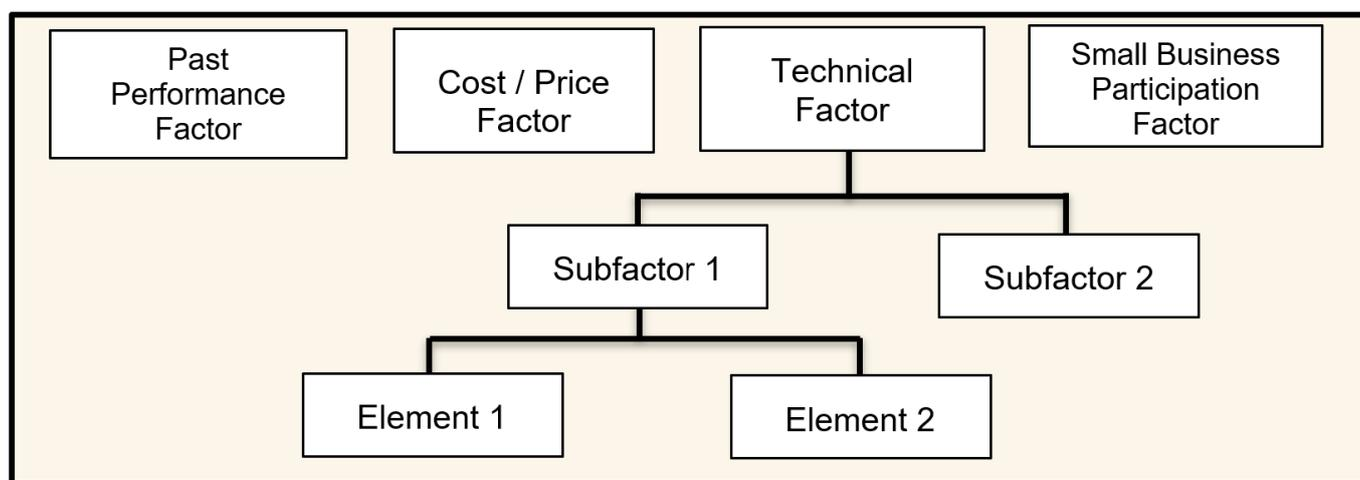 Past
Performance
Factor
Cost / Price
Factor
Technical
Factor
Small Business
Participation
Factor
Subfactor 1
Subfactor 2
Element 1
Element 2